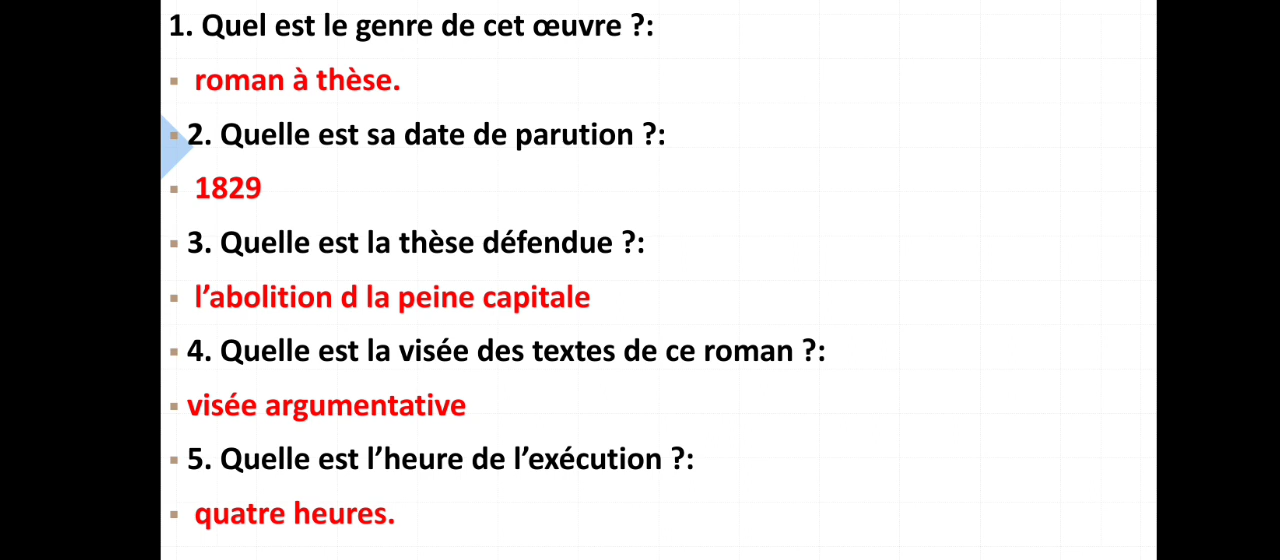 1. Quel est le genre de cet œuvre ?:
▪ roman à thèse.
▪ 2. Quelle est sa date de parution ?:
▪ 1829
▪ 3. Quelle est la thèse défendue ?:
▪ l’abolition d la peine capitale
▪ 4. Quelle est la visée des textes de ce roman ?:
▪ visée argumentative
▪ 5. Quelle est l’heure de l’exécution ?:
▪ quatre heures.